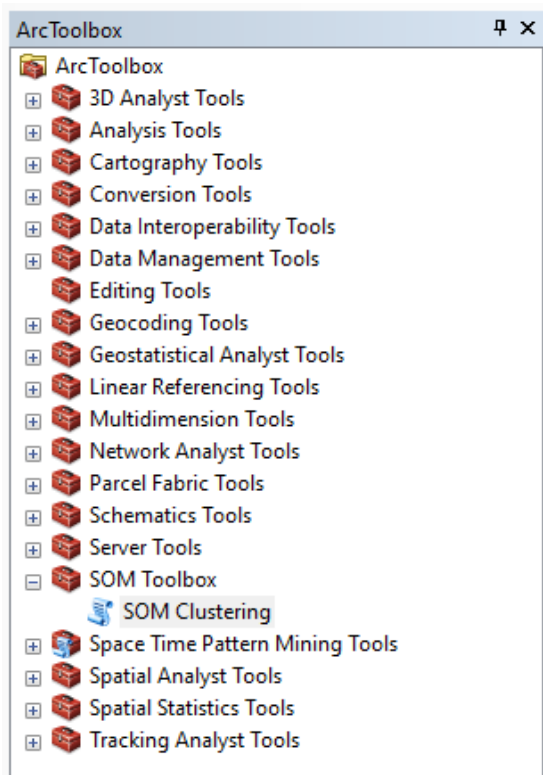 ArcToolbox
ArcToolbox
3D Analyst Tools
Analysis Tools
Cartography Tools
Conversion Tools
Data Interoperability Tools
Data Management Tools
Editing Tools
Geocoding Tools
Geostatistical Analyst Tools
Linear Referencing Tools
Multidimension Tools
Network Analyst Tools
Parcel Fabric Tools
Schematics Tools
Server Tools
SOM Toolbox
SOM Clustering
Space Time Pattern Mining Tools
Spatial Analyst Tools
Spatial Statistics Tools
Tracking Analyst Tools